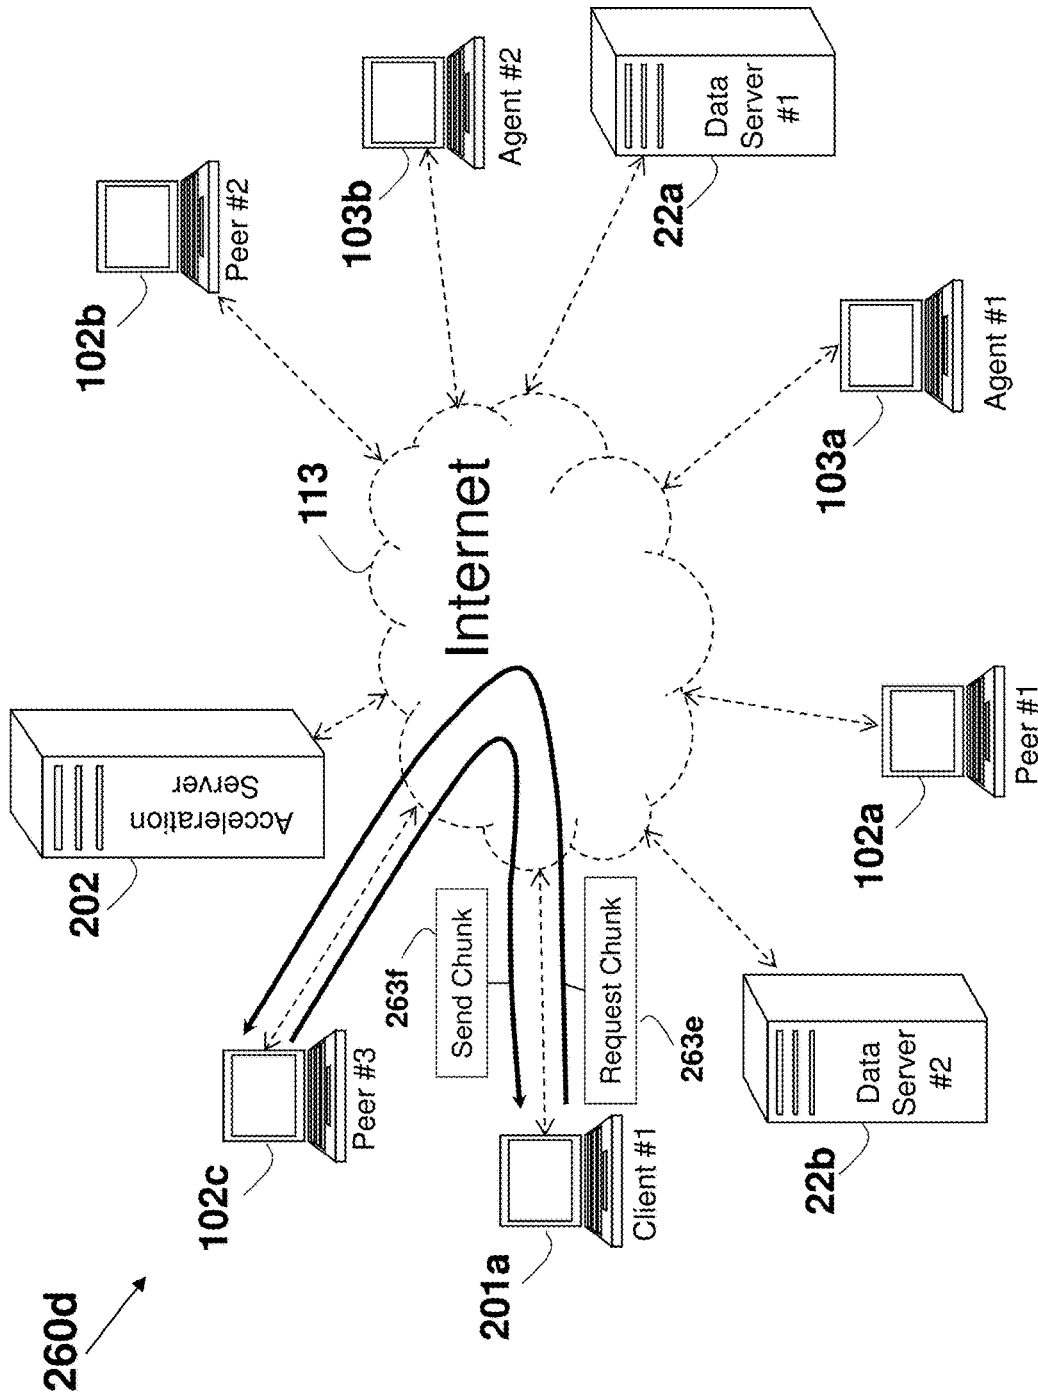 260d
102c
Peer #3
202
Acceleration
Server
113
102b
Peer #2
103b
Agent #2
Internet
201a
Client #1
263f
Send Chunk
Request Chunk
263e
22a
Data
Server
#1
103a
Agent #1
102a
Peer #1
22b
Data
Server
#2